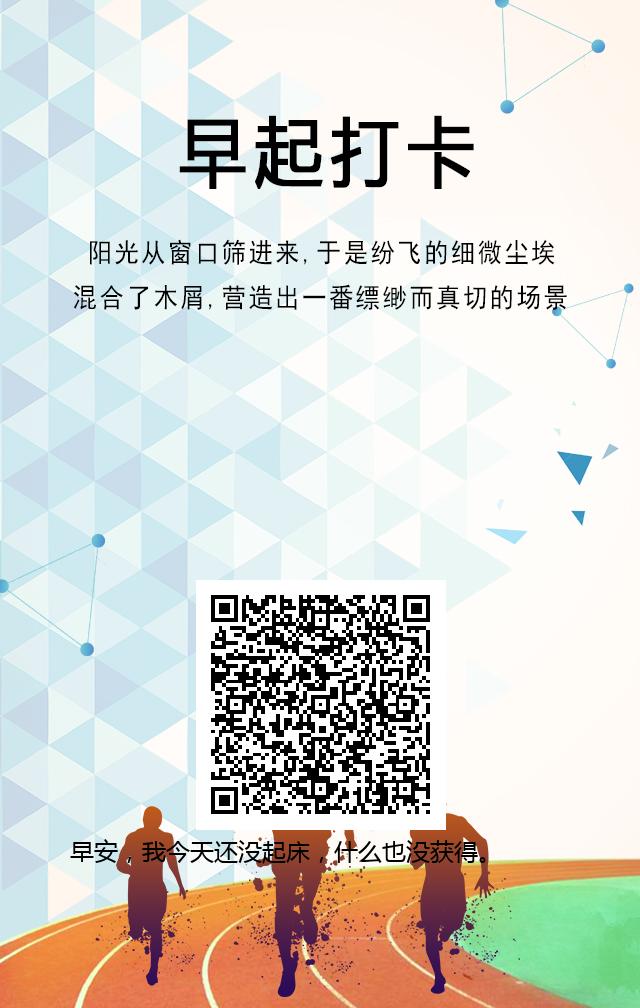 早起打卡
阳光从窗口筛进来,于是纷飞的细微尘埃
混合了木屑,营造出一番缥缈而真切的场景
早安，我今天还没起床，什么也没获得。